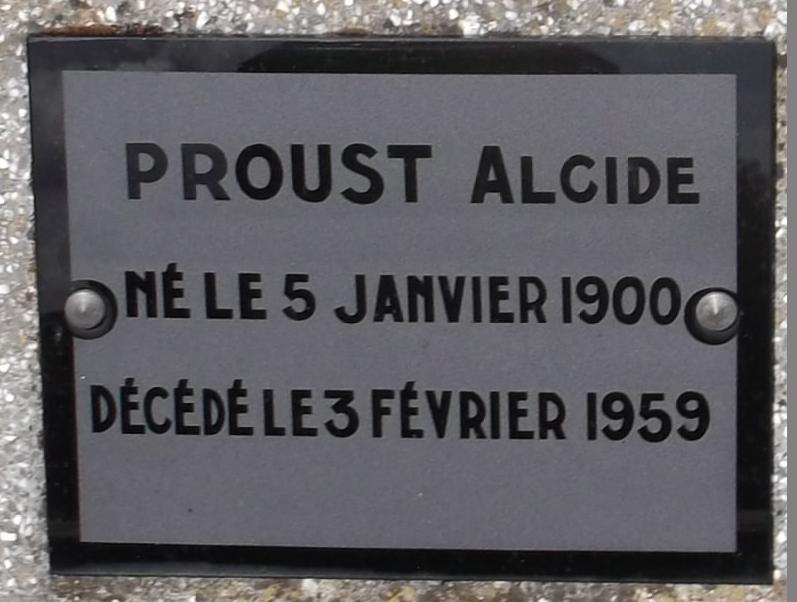 PROUST ALCIDE
NÉ LE 5 JANVIER 1900
DÉCÉDÉ LE 3 FÉVRIER 1959